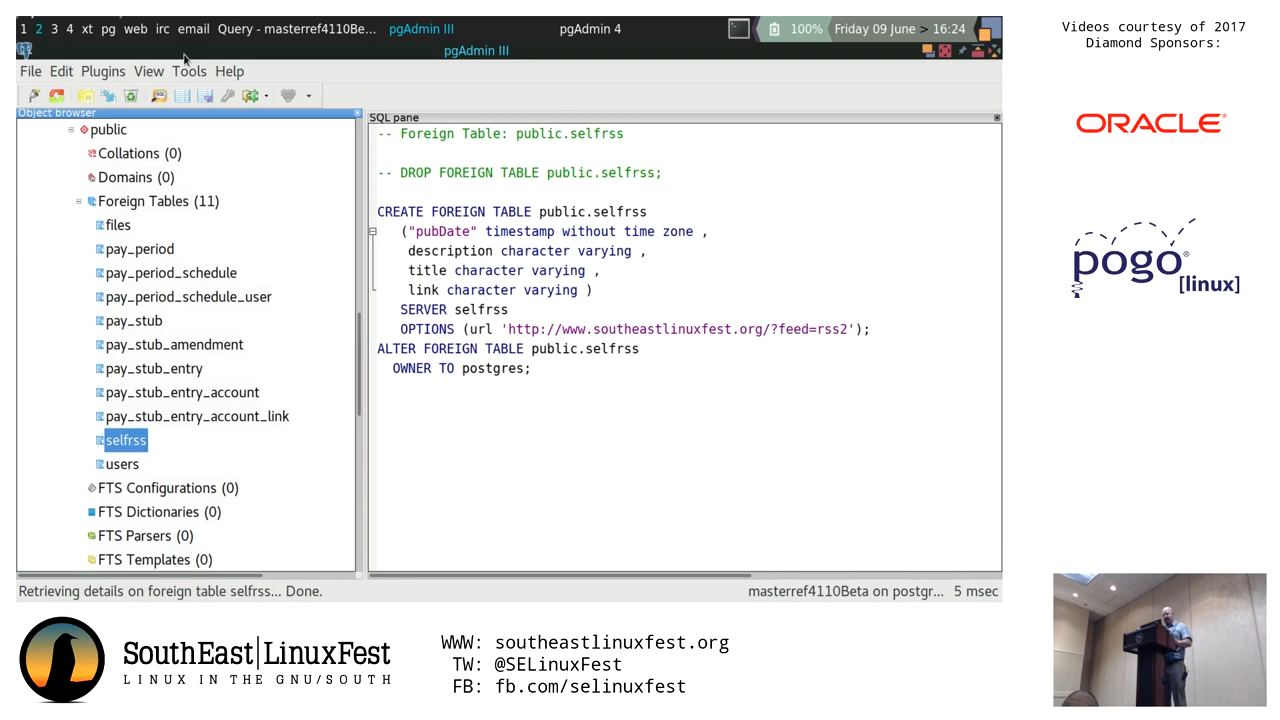 1 2 3 4 xt pg web irc email Query - masterref4110Be... pgAdmin III pgAdmin 4 100% Friday 09 June > 16:24
pgAdmin III
File Edit Plugins View Tools Help
Object browser
public
Collations (0)
Domains (0)
Foreign Tables (11)
files
pay_period
pay_period_schedule
pay_period_schedule_user
pay_stub
pay_stub_amendment
pay_stub_entry
pay_stub_entry_account
pay_stub_entry_account_link
selfrss
users
FTS Configurations (0)
FTS Dictionaries (0)
FTS Parsers (0)
FTS Templates (0)
SQL pane
-- Foreign Table: public.selfrss
-- DROP FOREIGN TABLE public.selfrss;
CREATE FOREIGN TABLE public.selfrss
("pubDate" timestamp without time zone ,
description character varying ,
title character varying ,
link character varying )
SERVER selfrss
OPTIONS (url 'http://www.southeastlinuxfest.org/?feed=rss2');
ALTER FOREIGN TABLE public.selfrss
OWNER TO postgres;
Retrieving details on foreign table selfrss... Done. masterref4110Beta on postgr... 5 msec
Videos courtesy of 2017
Diamond Sponsors:
ORACLE®
pogo®
[linux]
SouthEast|LinuxFest
LINUX IN THE GNU/SOUTH
WWW: southeastlinuxfest.org
TW: @SELinuxFest
FB: fb.com/selinuxfest